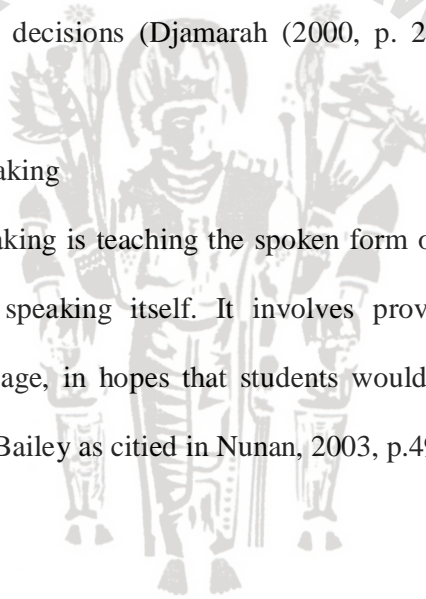 decisions (Djamarah (2000, p. 2
aking
aking is teaching the spoken form o
speaking itself. It involves prov
age, in hopes that students would
Bailey as citied in Nunan, 2003, p.49